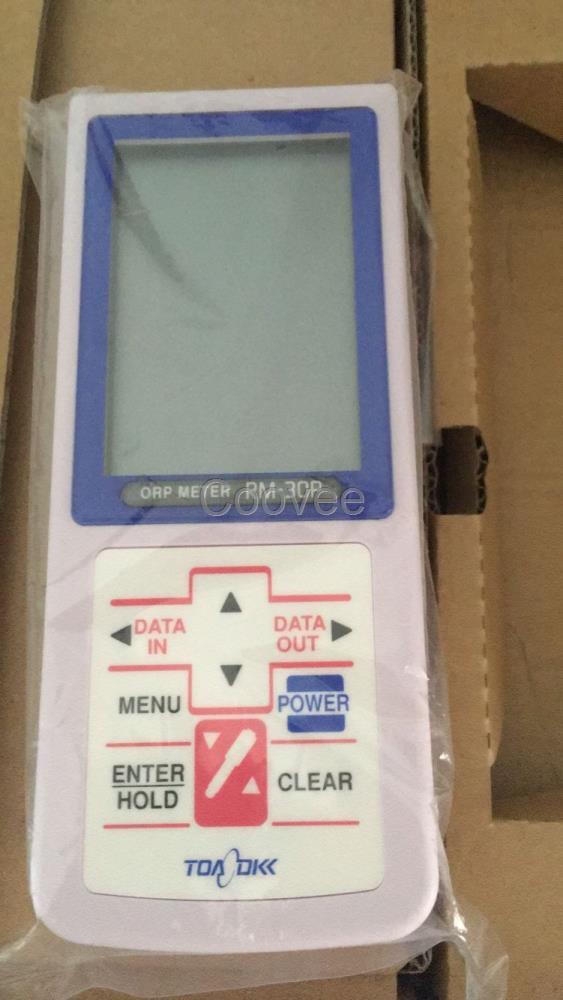 ORP METER RM-30P
Coovee
DATA IN
DATA OUT
MENU
POWER
ENTER
HOLD
CLEAR
TOA DKK